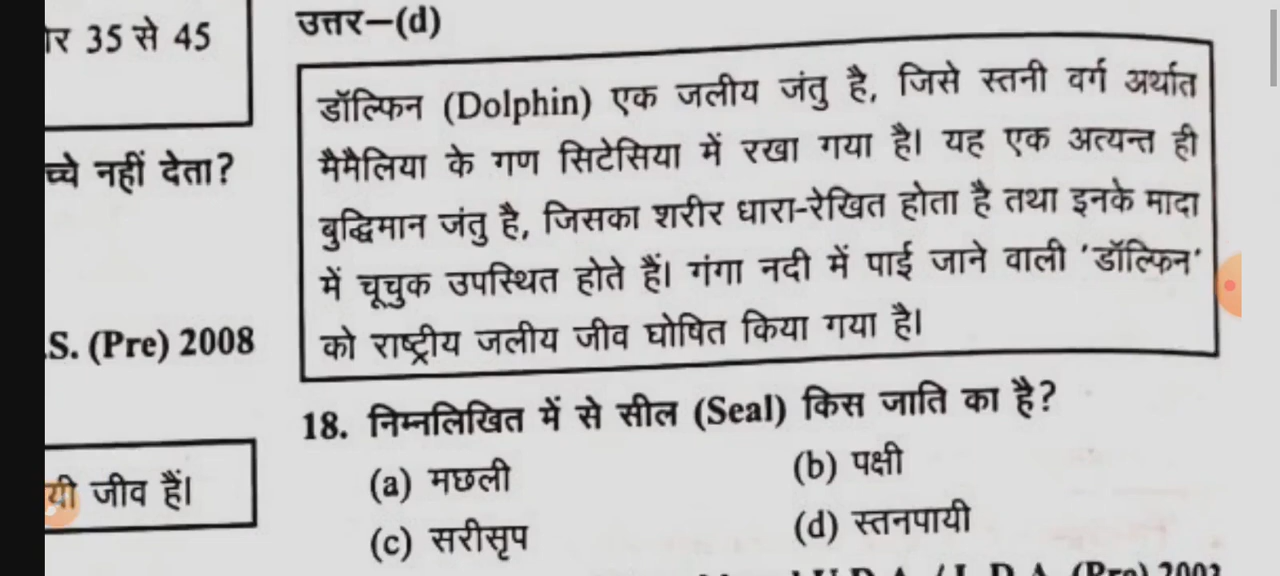 35 से 45
नहीं देता?
.S. (Pre) 2008
जीव हैं।
उत्तर–(d)
डॉल्फिन (Dolphin) एक जलीय जंतु है, जिसे स्तनी वर्ग अर्थात
मैमैलिया के गण सिटेसिया में रखा गया है। यह एक अत्यन्त ही
बुद्धिमान जंतु है, जिसका शरीर धारा-रेखित होता है तथा इनके मादा
में चूचुक उपस्थित होते हैं। गंगा नदी में पाई जाने वाली 'डॉल्फिन'
को राष्ट्रीय जलीय जीव घोषित किया गया है।
18. निम्नलिखित में से सील (Seal) किस जाति का है?
(a) मछली
(b) पक्षी
(c) सरीसृप
(d) स्तनपायी